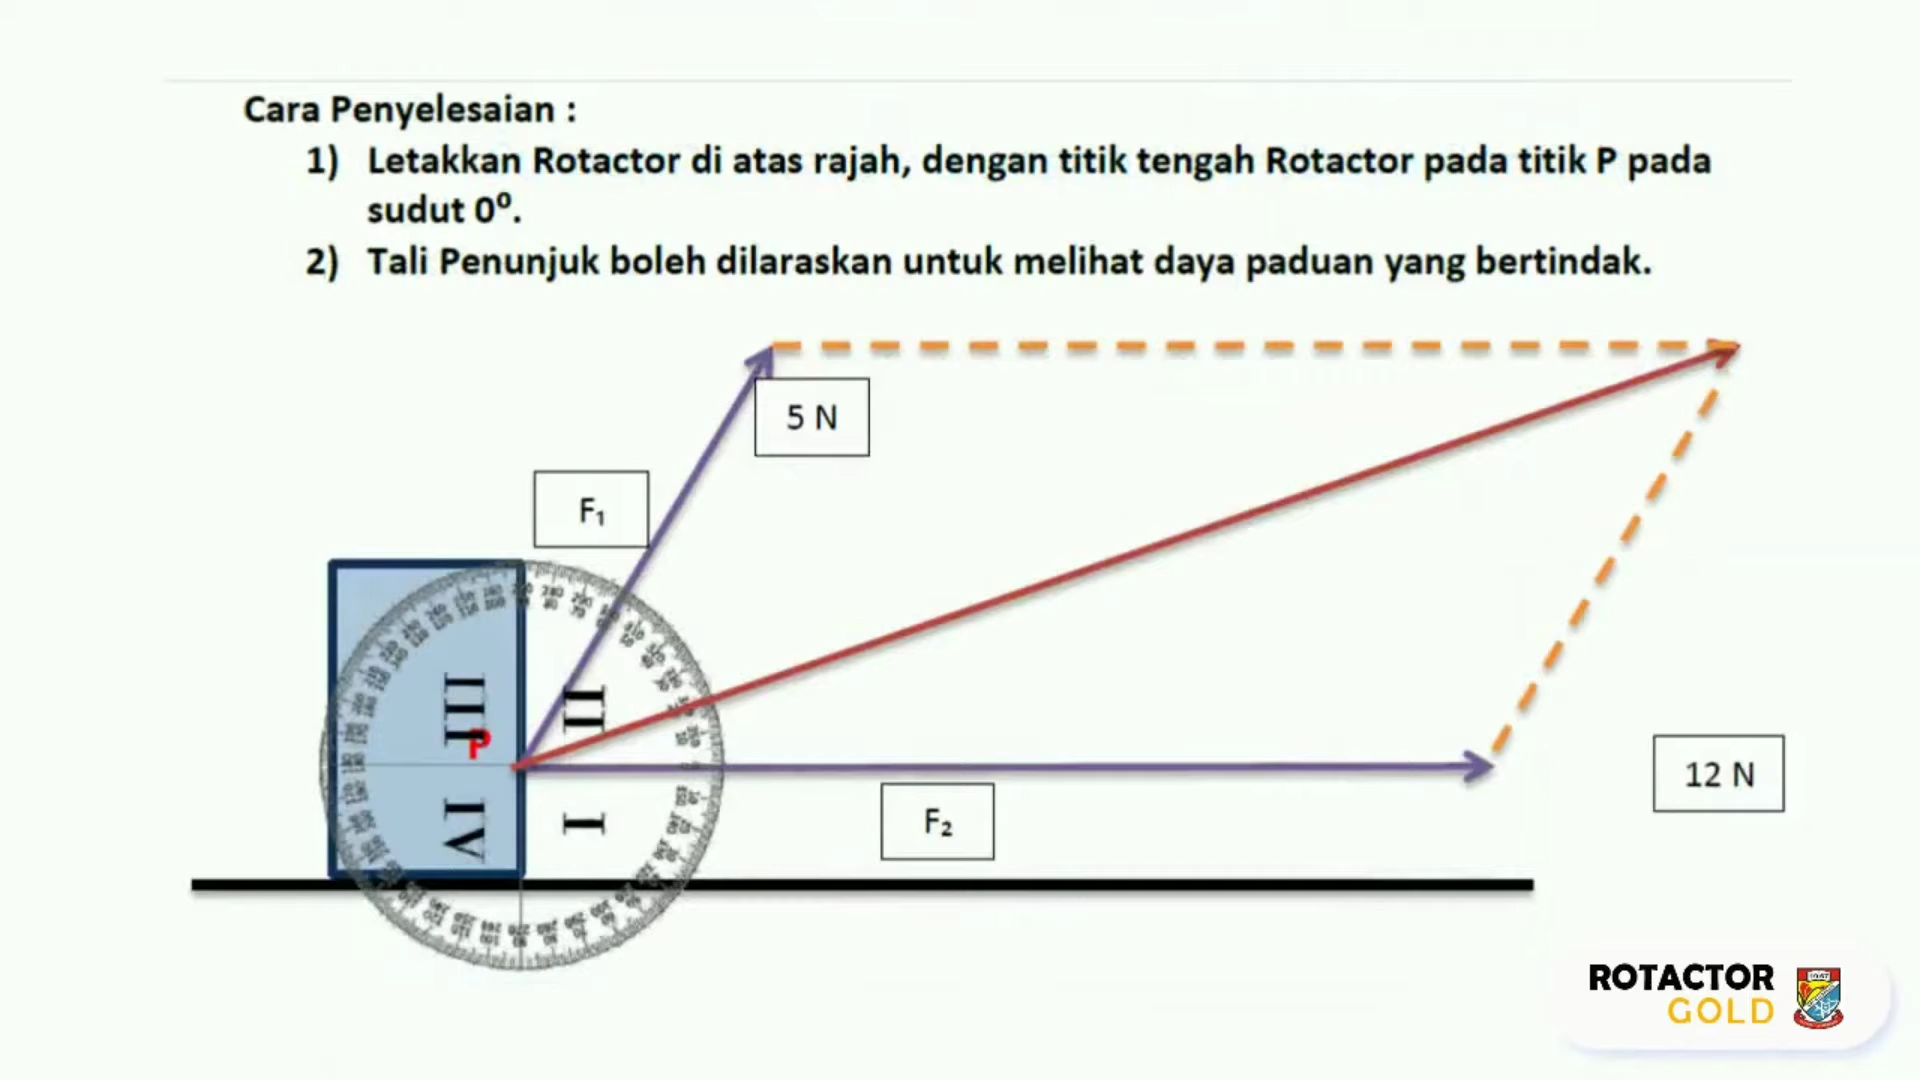 Cara Penyelesaian :
1) Letakkan Rotactor di atas rajah, dengan titik tengah Rotactor pada titik P pada
sudut 0⁰.
2) Tali Penunjuk boleh dilaraskan untuk melihat daya paduan yang bertindak.
5 N
F₁
III
II
P
12 N
IV
I
F₂
ROTACTOR
GOLD